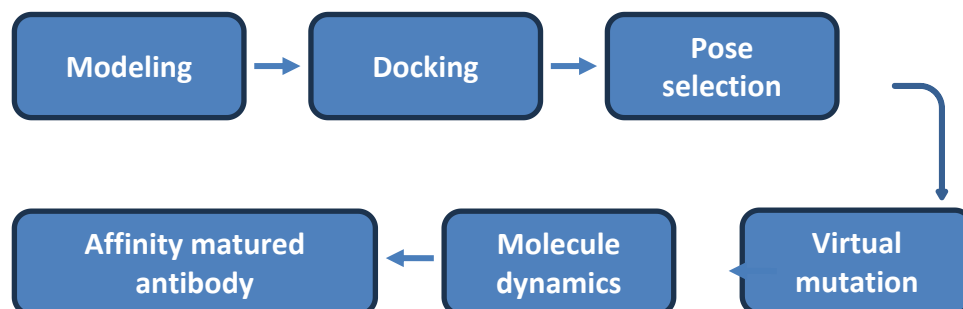 Modeling
Docking
Pose
selection
Virtual
mutation
Molecule
dynamics
Affinity matured
antibody